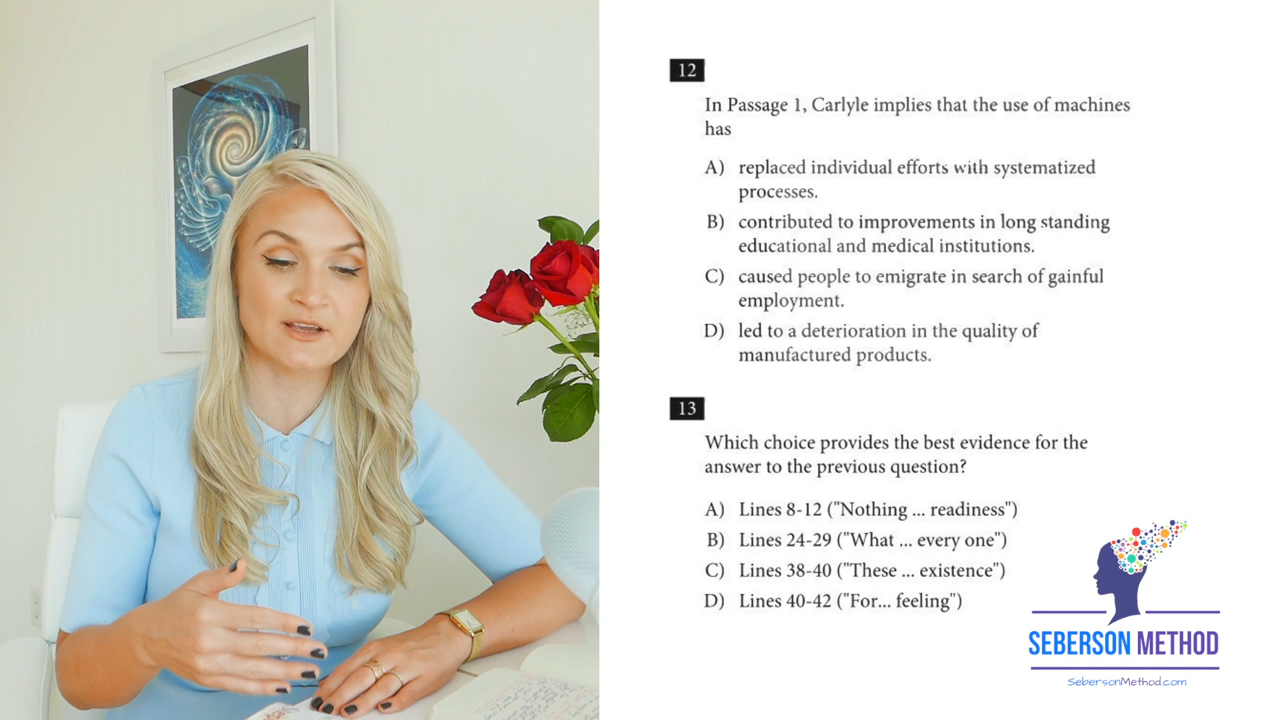 12
In Passage 1, Carlyle implies that the use of machines
has
A) replaced individual efforts with systematized
processes.
B) contributed to improvements in long standing
educational and medical institutions.
C) caused people to emigrate in search of gainful
employment.
D) led to a deterioration in the quality of
manufactured products.
13
Which choice provides the best evidence for the
answer to the previous question?
A) Lines 8-12 ("Nothing ... readiness")
B) Lines 24-29 ("What ... every one")
C) Lines 38-40 ("These ... existence")
D) Lines 40-42 ("For... feeling")
SEBERSON METHOD
SebersonMethod.com